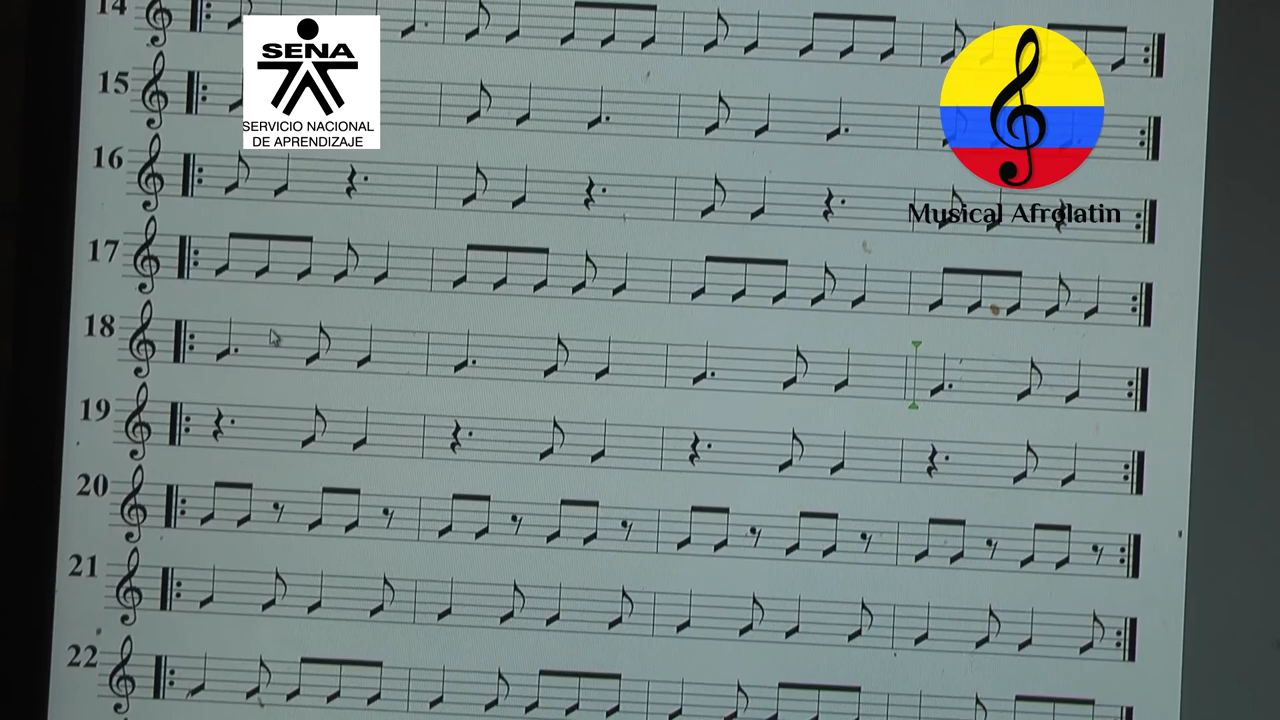 14
SENA
SERVICIO NACIONAL
DE APRENDIZAJE
15
16
Musical Afrolatin
17
18
19
20
21
22